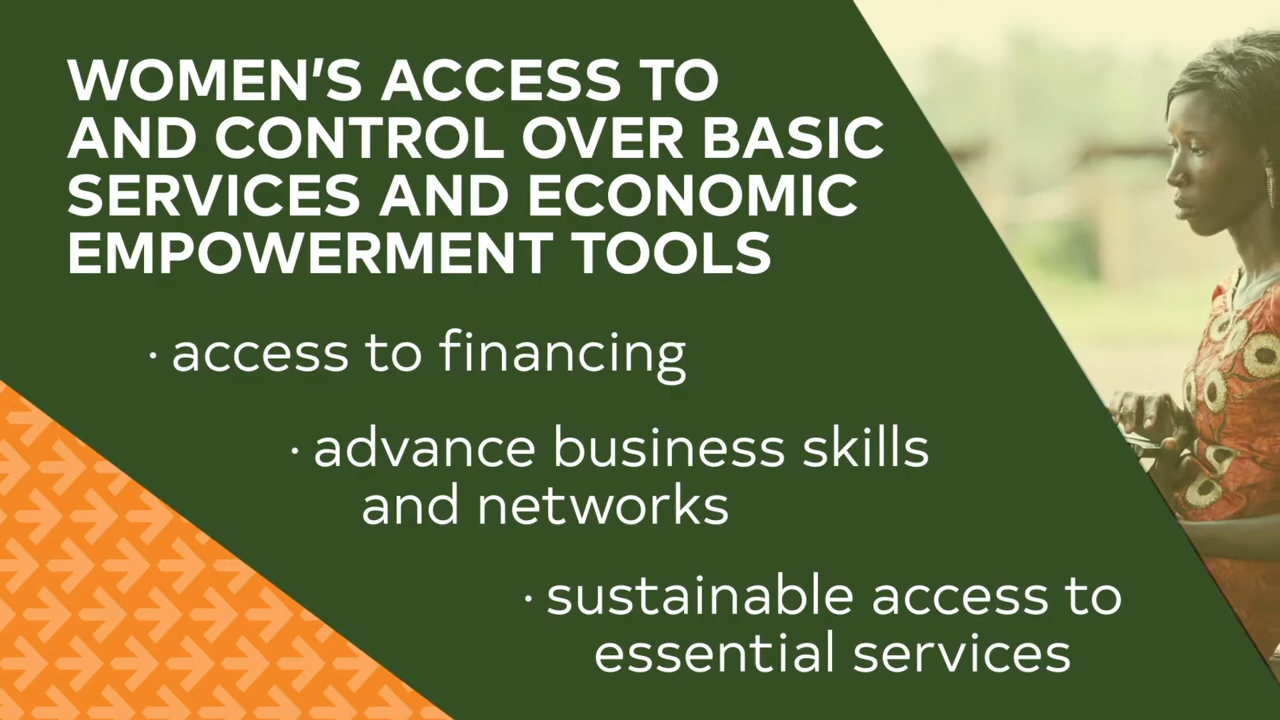 WOMEN'S ACCESS TO
AND CONTROL OVER BASIC
SERVICES AND ECONOMIC
EMPOWERMENT TOOLS
· access to financing
· advance business skills
and networks
· sustainable access to
essential services